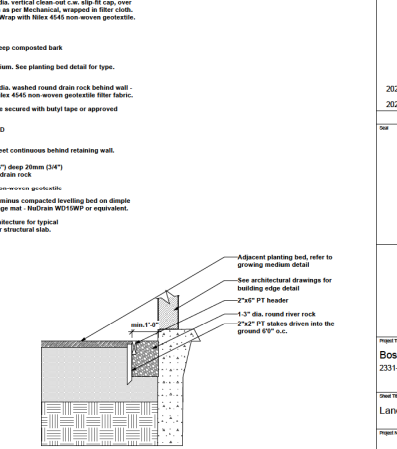 dia. vertical clean-out c.w. slip-fit cap, over
as per Mechanical, wrapped in filter cloth.
Wrap with Nilex 4545 non-woven geotextile.
eep composted bark
ium. See planting bed detail for type.
dia. washed round drain rock behind wall -
ilex 4545 non-woven geotextile filter fabric.
e secured with butyl tape or approved
D
eet continuous behind retaining wall.
") deep 20mm (3/4")
drain rock
on-woven geotextile
minus compacted levelling bed on dimple
ge mat - NuDrain WD15WP or equivalent.
itecture for typical
r structural slab.
Adjacent planting bed, refer to
growing medium detail
See architectural drawings for
building edge detail
2"x6" PT header
1-3" dia. round river rock
2"x2" PT stakes driven into the
ground 6'0" o.c.
min.1'-0"
202
202
Seal
Project T
Bos
2331-
Sheet Tit
Lan
Project N